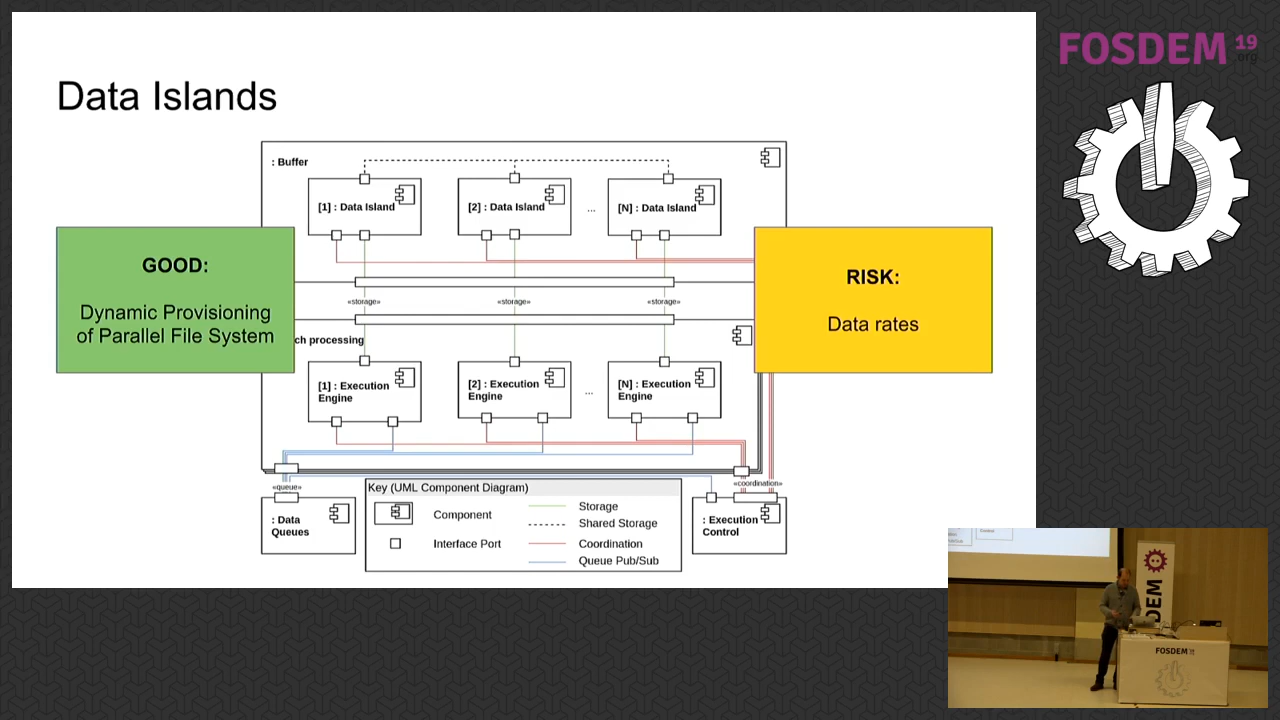 FOSDEM 19
.org
Data Islands
: Buffer
[1] : Data Island
[2] : Data Island
...
[N] : Data Island
GOOD:
Dynamic Provisioning
of Parallel File System
RISK:
Data rates
«storage»
«storage»
«storage»
ch processing
[1] : Execution
Engine
[2] : Execution
Engine
...
[N] : Execution
Engine
«queue»
«coordination»
: Data
Queues
: Execution
Control
Key (UML Component Diagram)
Component
Interface Port
Storage
Shared Storage
Coordination
Queue Pub/Sub
DEM
FOSDEM 19